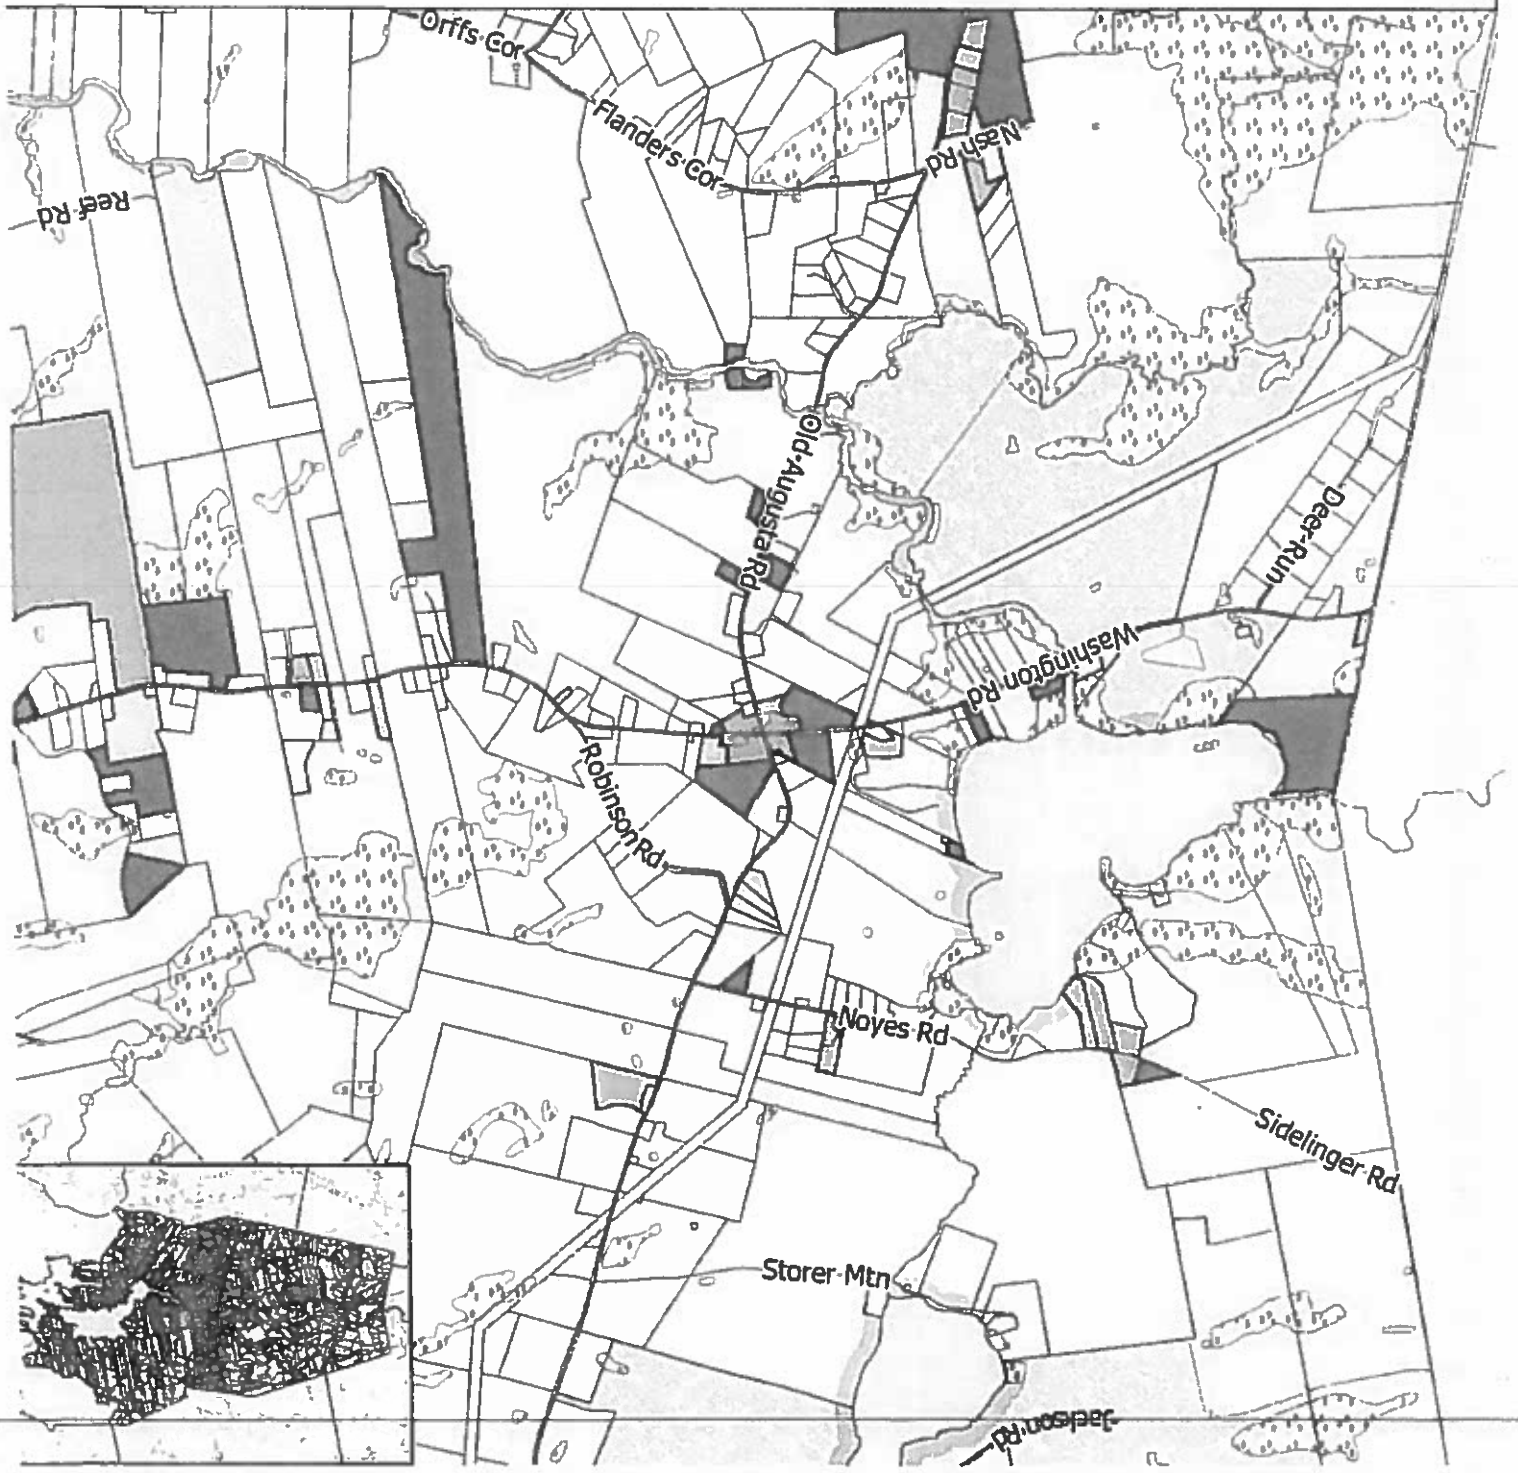 Orffs Cor
Flanders Cor
Nash Rd
Reef Rd
Old Augusta Rd
Deer Run
Washington Rd
Robinson Rd
Noyes Rd
Sidelinger Rd
Storer Mtn
Jackson Rd